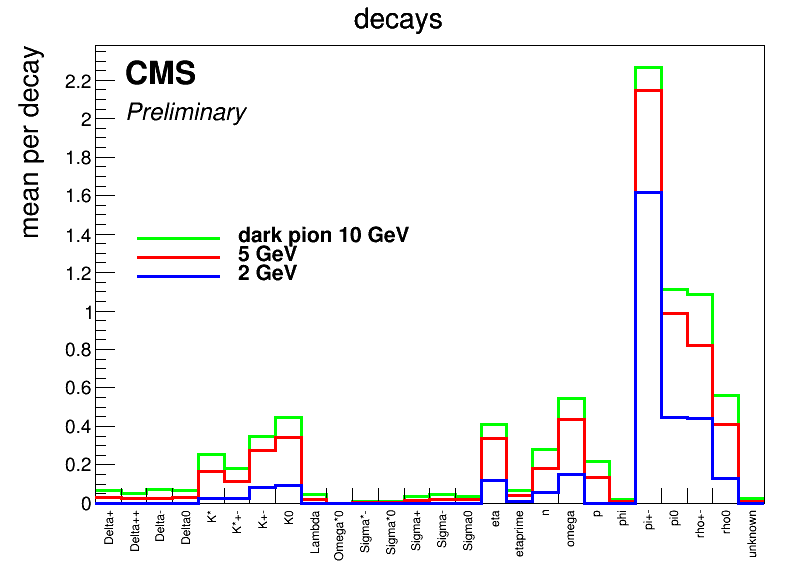 decays
mean per decay
CMS
Preliminary
dark pion 10 GeV
5 GeV
2 GeV
2.2
2
1.8
1.6
1.4
1.2
1
0.8
0.6
0.4
0.2
0
Delta+
Delta++
Delta-
Delta0
K*
K*+-
K+-
K0
Lambda
Omega*0
Sigma*-
Sigma*0
Sigma+
Sigma-
Sigma0
eta
etaprime
n
omega
p
phi
pi+-
pi0
rho+-
rho0
unknown